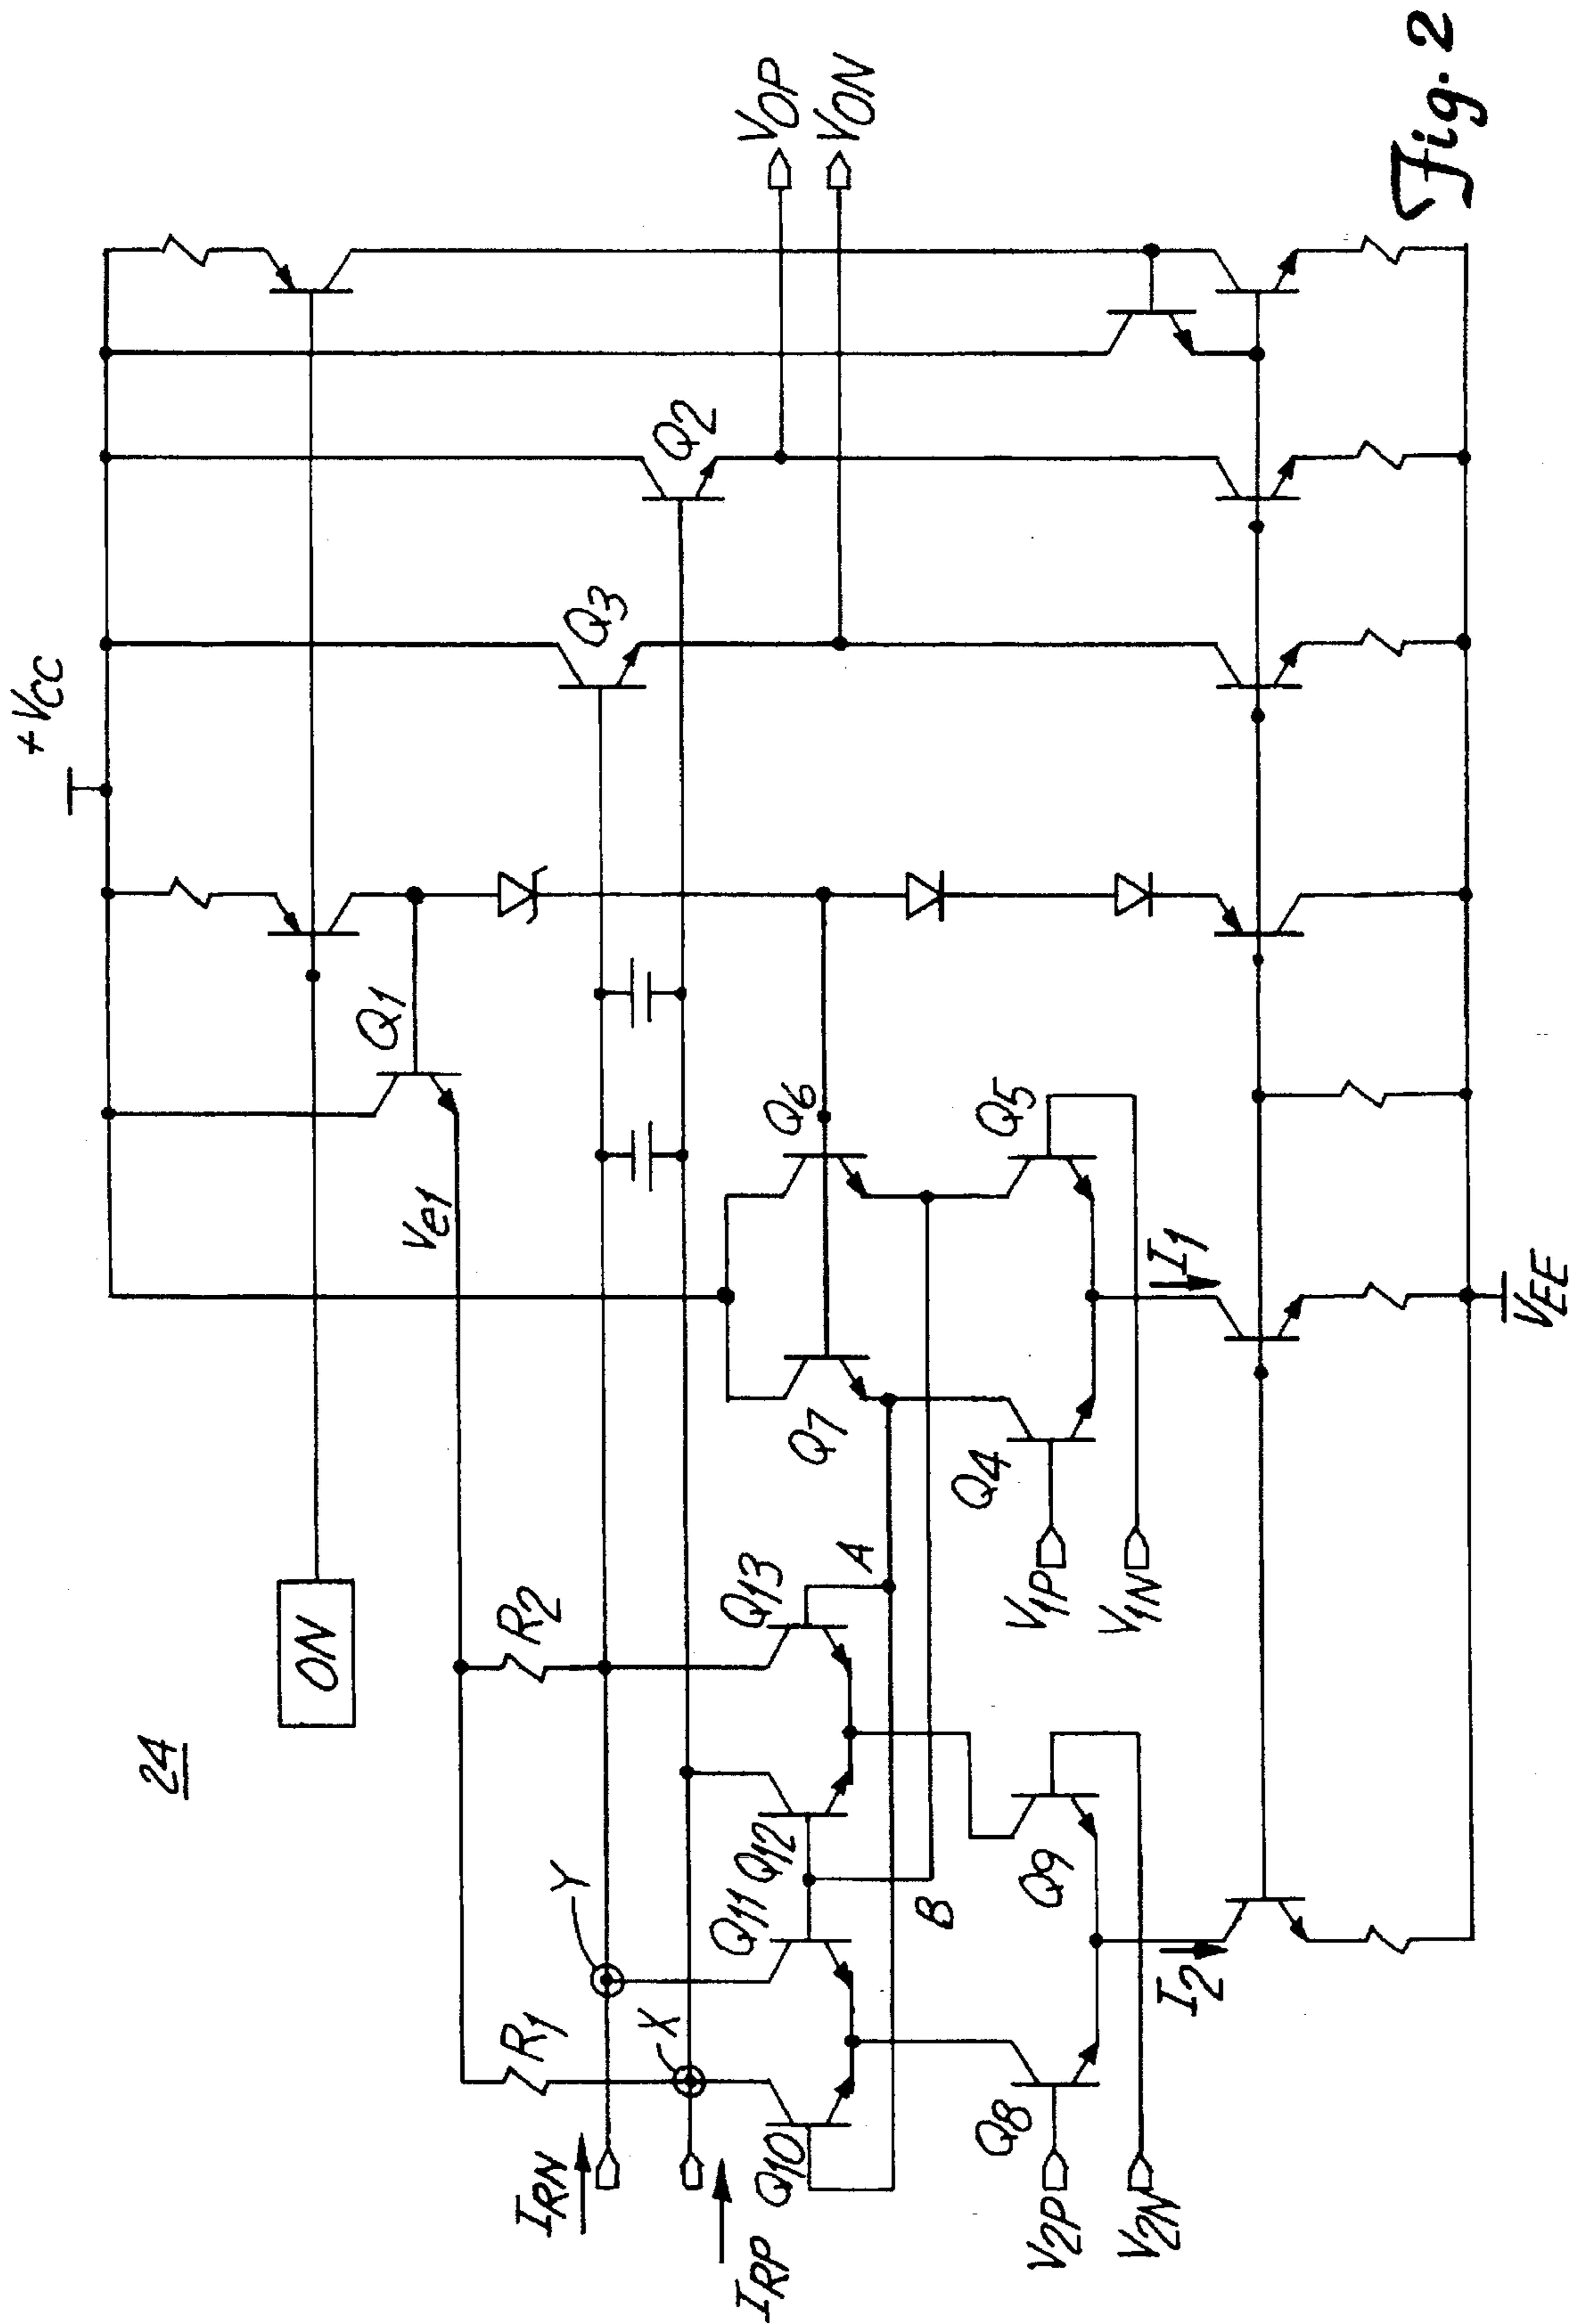 24
+VCC
ON
Q1
Ve1
R1
R2
Y
X
IRN
IRP
Q3
Q2
VOP
VON
Q10
Q11
Q12
Q13
A
B
Q7
Q6
Q4
Q5
V1P
V1N
Q8
Q9
V2P
V2N
I1
I2
VEE
Fig. 2